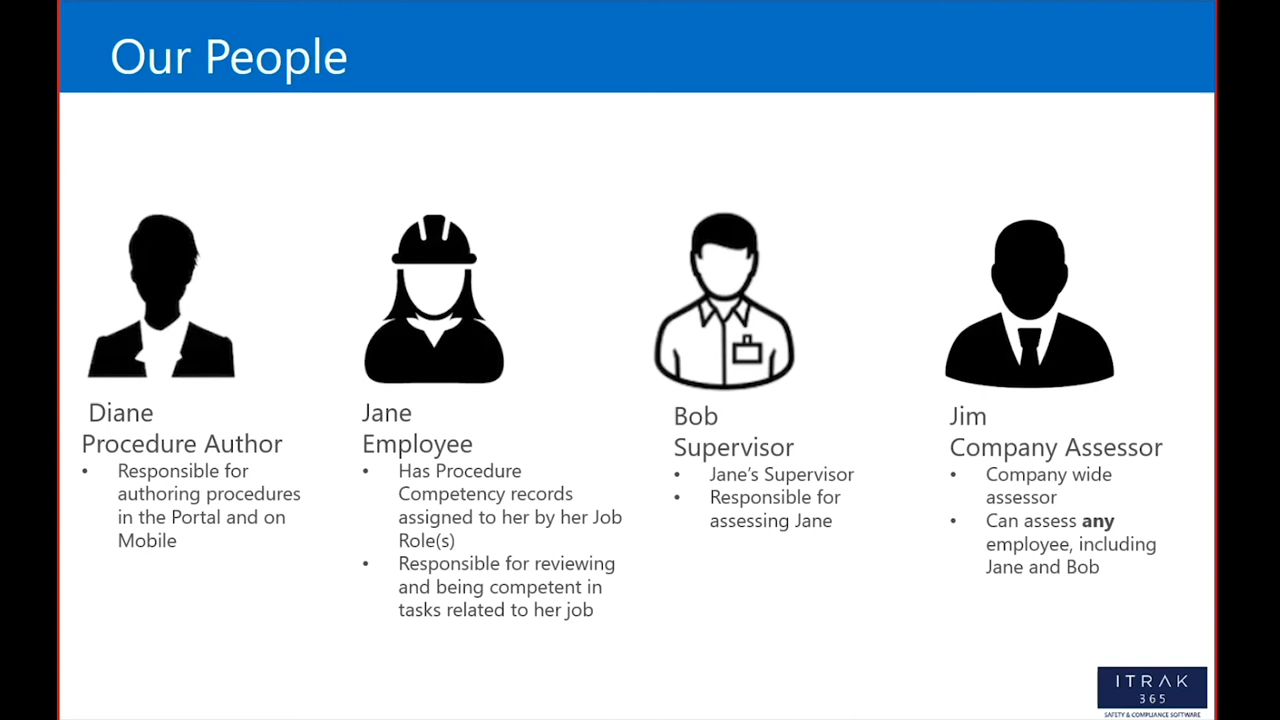 Our People
Diane
Procedure Author
• Responsible for
authoring procedures
in the Portal and on
Mobile
Jane
Employee
• Has Procedure
Competency records
assigned to her by her Job
Role(s)
• Responsible for reviewing
and being competent in
tasks related to her job
Bob
Supervisor
• Jane's Supervisor
• Responsible for
assessing Jane
Jim
Company Assessor
• Company wide
assessor
• Can assess any
employee, including
Jane and Bob
ITRAK
365
SAFETY & COMPLIANCE SOFTWARE